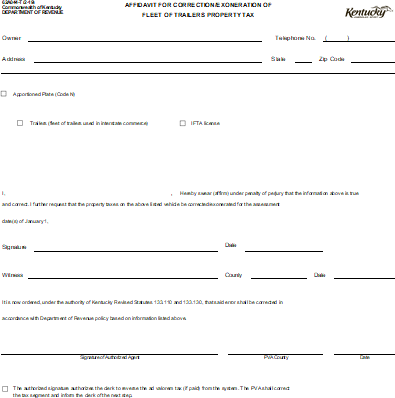 62A044-T (2-15)
Commonwealth of Kentucky
DEPARTMENT OF REVENUE
AFFIDAVIT FOR CORRECTION/EXONERATION OF
FLEET OF TRAILERS PROPERTY TAX
Kentucky
Owner Telephone No. ( )
Address State Zip Code
Apportioned Plate (Code N)
Trailers (fleet of trailers used in interstate commerce) IFTA license
I, , Hereby swear (affirm) under penalty of perjury that the information above is true
and correct. I further request that the property taxes on the above listed vehicle be corrected/exonerated for the assessment
date(s) of January 1,
Signature Date
Witness County Date
It is now ordered, under the authority of Kentucky Revised Statutes 133.110 and 133.130, that said error shall be corrected in
accordance with Department of Revenue policy based on information listed above.
Signature of Authorized Agent PVA County Date
The authorized signature authorizes the clerk to reverse the ad valorem tax (if paid) from the system. The PVA shall correct
the tax segment and inform the clerk of the next step.